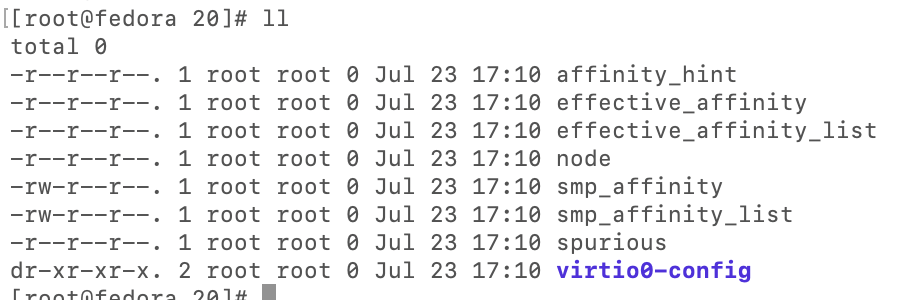 [[root@fedora 20]# ll
total 0
-r--r--r--. 1 root root 0 Jul 23 17:10 affinity_hint
-r--r--r--. 1 root root 0 Jul 23 17:10 effective_affinity
-r--r--r--. 1 root root 0 Jul 23 17:10 effective_affinity_list
-r--r--r--. 1 root root 0 Jul 23 17:10 node
-rw-r--r--. 1 root root 0 Jul 23 17:10 smp_affinity
-rw-r--r--. 1 root root 0 Jul 23 17:10 smp_affinity_list
-r--r--r--. 1 root root 0 Jul 23 17:10 spurious
dr-xr-xr-x. 2 root root 0 Jul 23 17:10 virtio0-config
[root@fedora 20]#